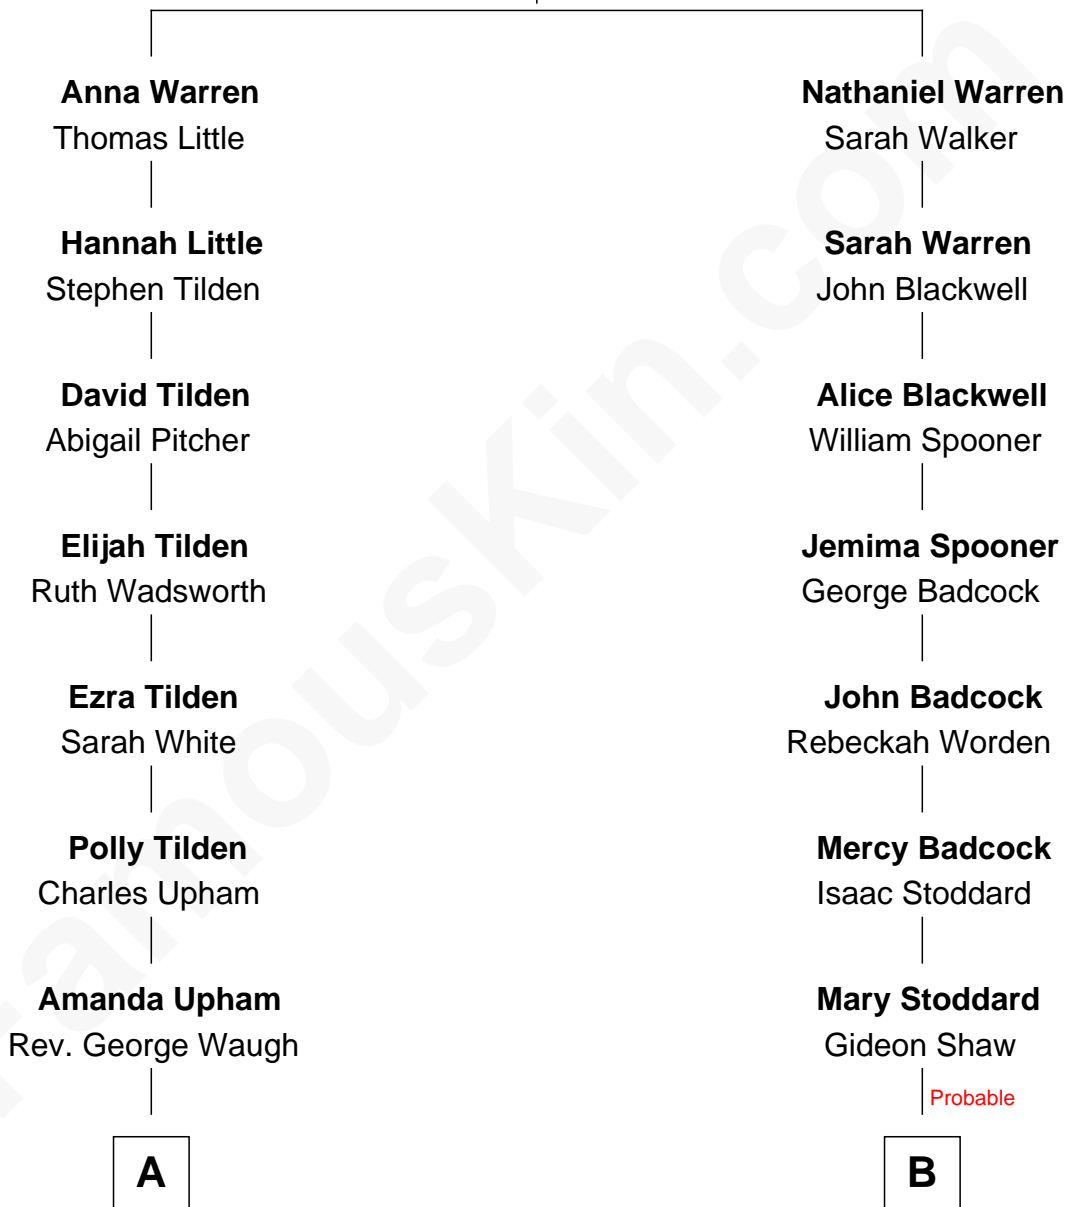 Anna Warren
Thomas Little
Nathaniel Warren
Sarah Walker
Hannah Little
Stephen Tilden
Sarah Warren
John Blackwell
David Tilden
Abigail Pitcher
Alice Blackwell
William Spooner
Elijah Tilden
Ruth Wadsworth
Jemima Spooner
George Badcock
Ezra Tilden
Sarah White
John Badcock
Rebeckah Worden
Polly Tilden
Charles Upham
Mercy Badcock
Isaac Stoddard
Amanda Upham
Rev. George Waugh
Mary Stoddard
Gideon Shaw
Probable
A
B
FamousKin.com